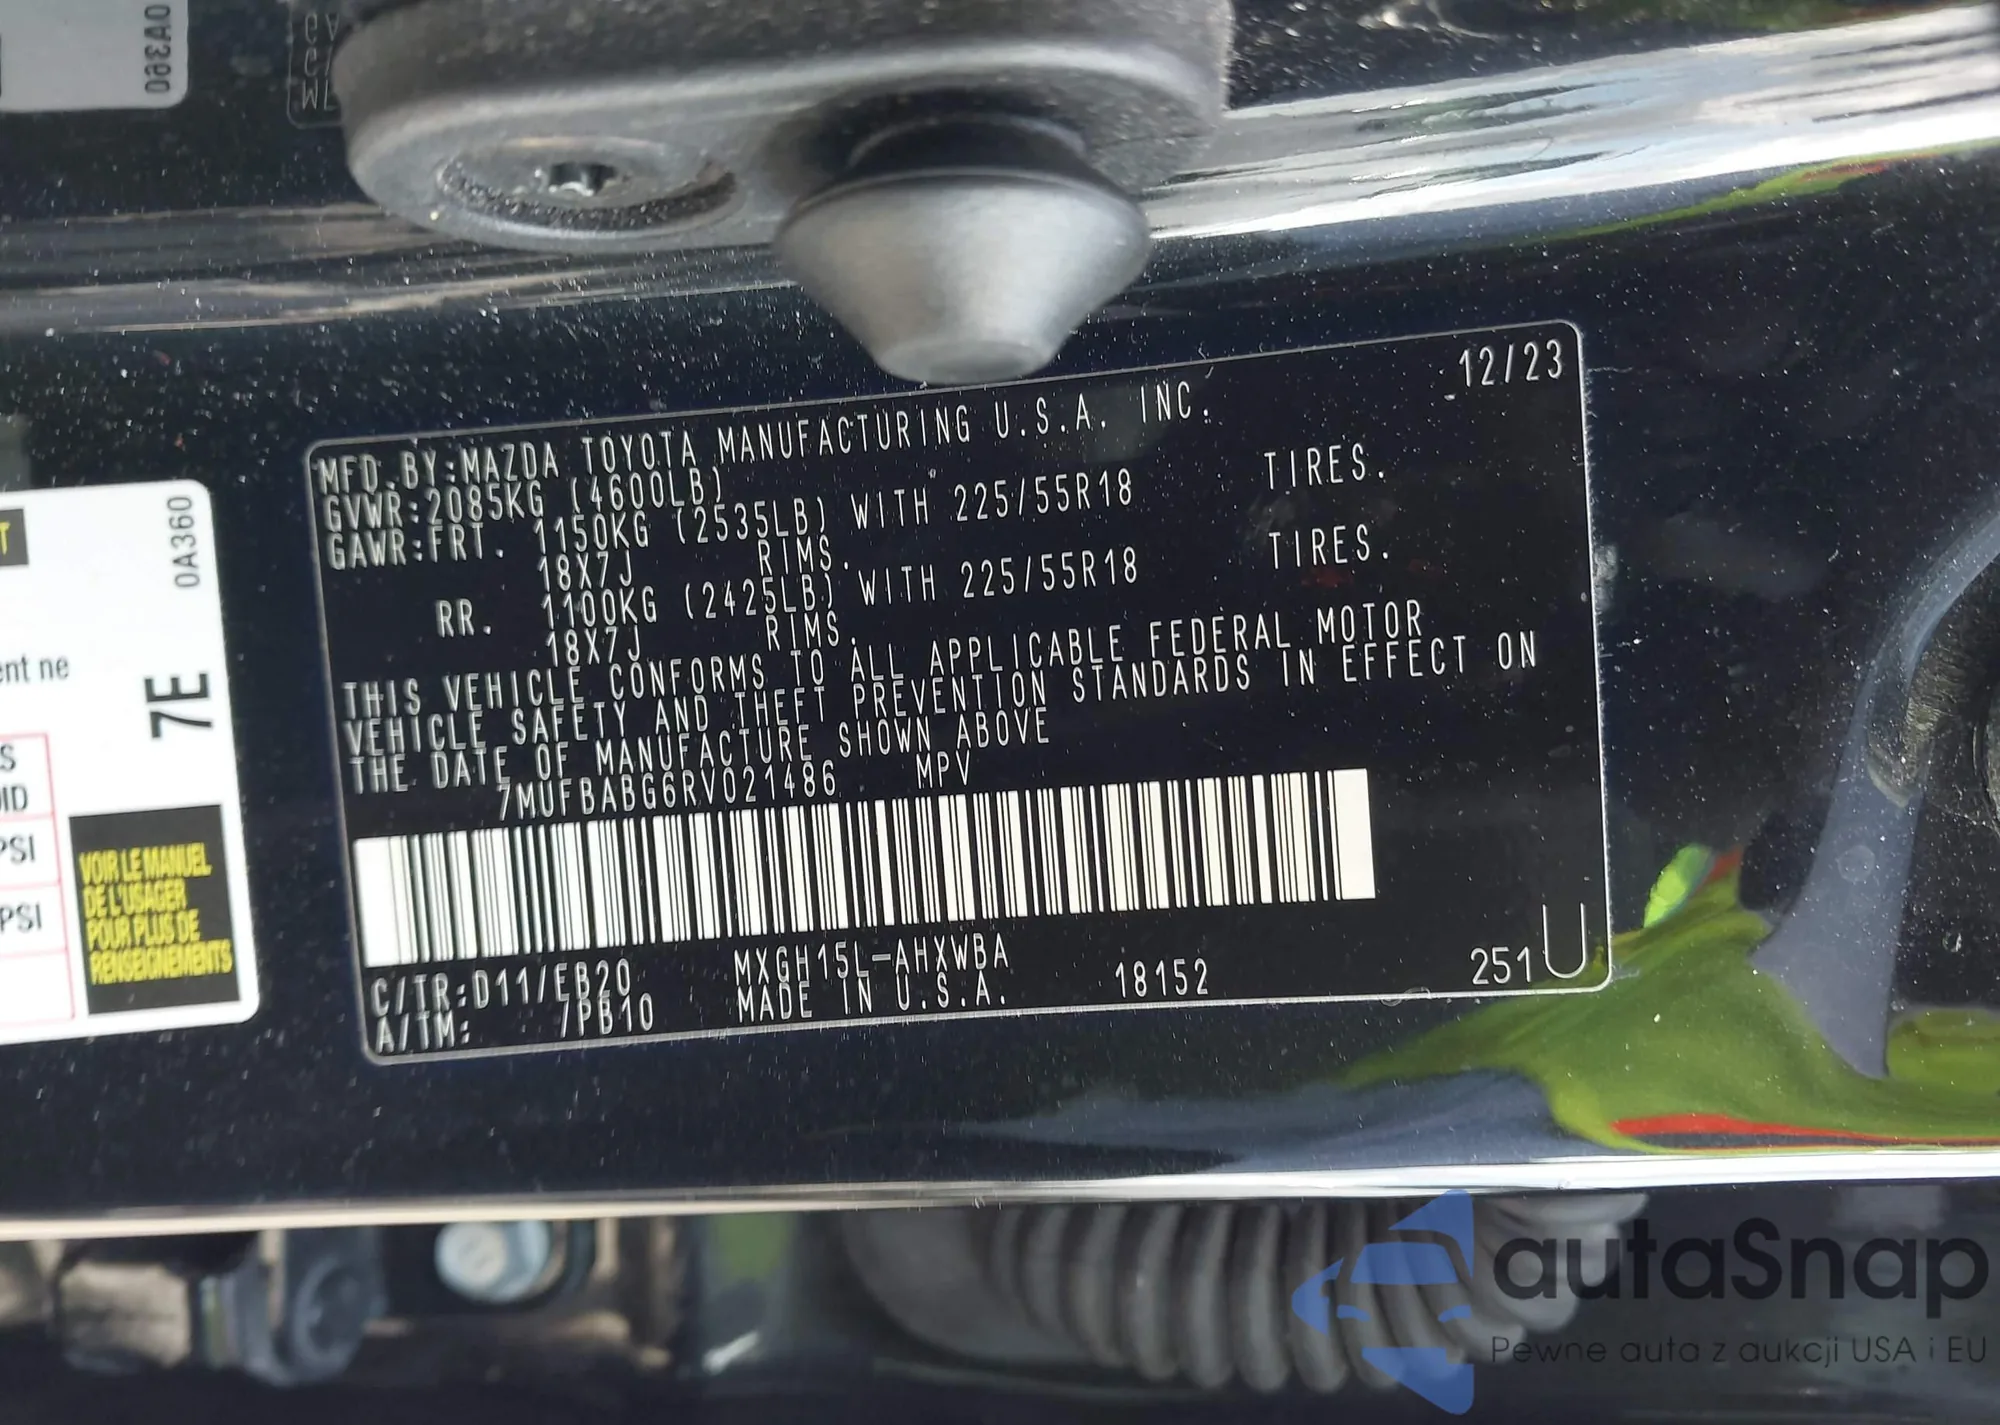 0A360
MFD.BY:MAZDA TOYOTA MANUFACTURING U.S.A. INC. 12/23
GVWR:2085KG (4600LB)
GAWR:FRT. 1150KG (2535LB) WITH 225/55R18 TIRES.
18X7J RIMS.
RR. 1100KG (2425LB) WITH 225/55R18 TIRES.
18X7J RIMS.
THIS VEHICLE CONFORMS TO ALL APPLICABLE FEDERAL MOTOR
VEHICLE SAFETY AND THEFT PREVENTION STANDARDS IN EFFECT ON
THE DATE OF MANUFACTURE SHOWN ABOVE
7MUFBABG6RV021486 MPV
C/TR:D11/EB20 MXGH15L-AHXWBA 18152 251U
A/TM: /PB10 MADE IN U.S.A.
T
0A360
ent ne
7E
S
ID
PSI
PSI
VOIR LE MANUEL
DE L'USAGER
POUR PLUS DE
RENSEIGNEMENTS
autaSnap
Pewne auta z aukcji USA i EU